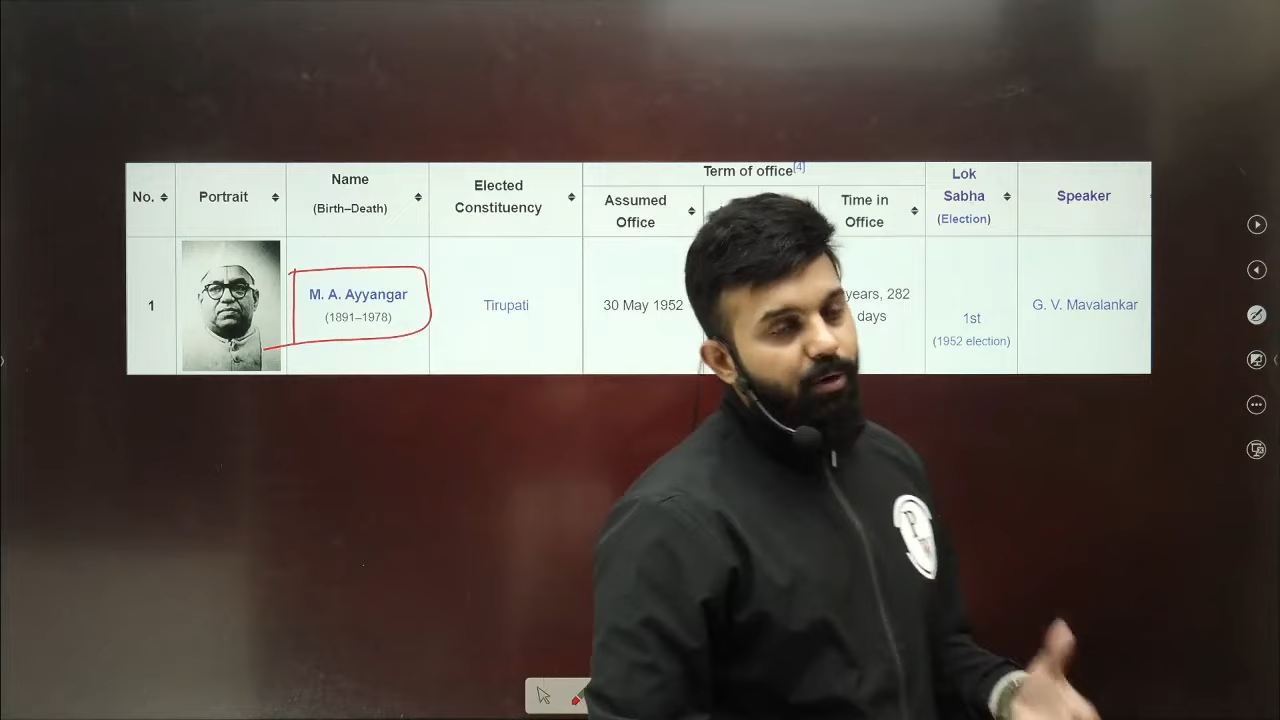 Term of office[4]
No.
Portrait
Name
(Birth–Death)
Elected
Constituency
Assumed
Office
Time in
Office
Lok
Sabha
(Election)
Speaker
1
M. A. Ayyangar
(1891–1978)
Tirupati
30 May 1952
years, 282
days
1st
(1952 election)
G. V. Mavalankar
P